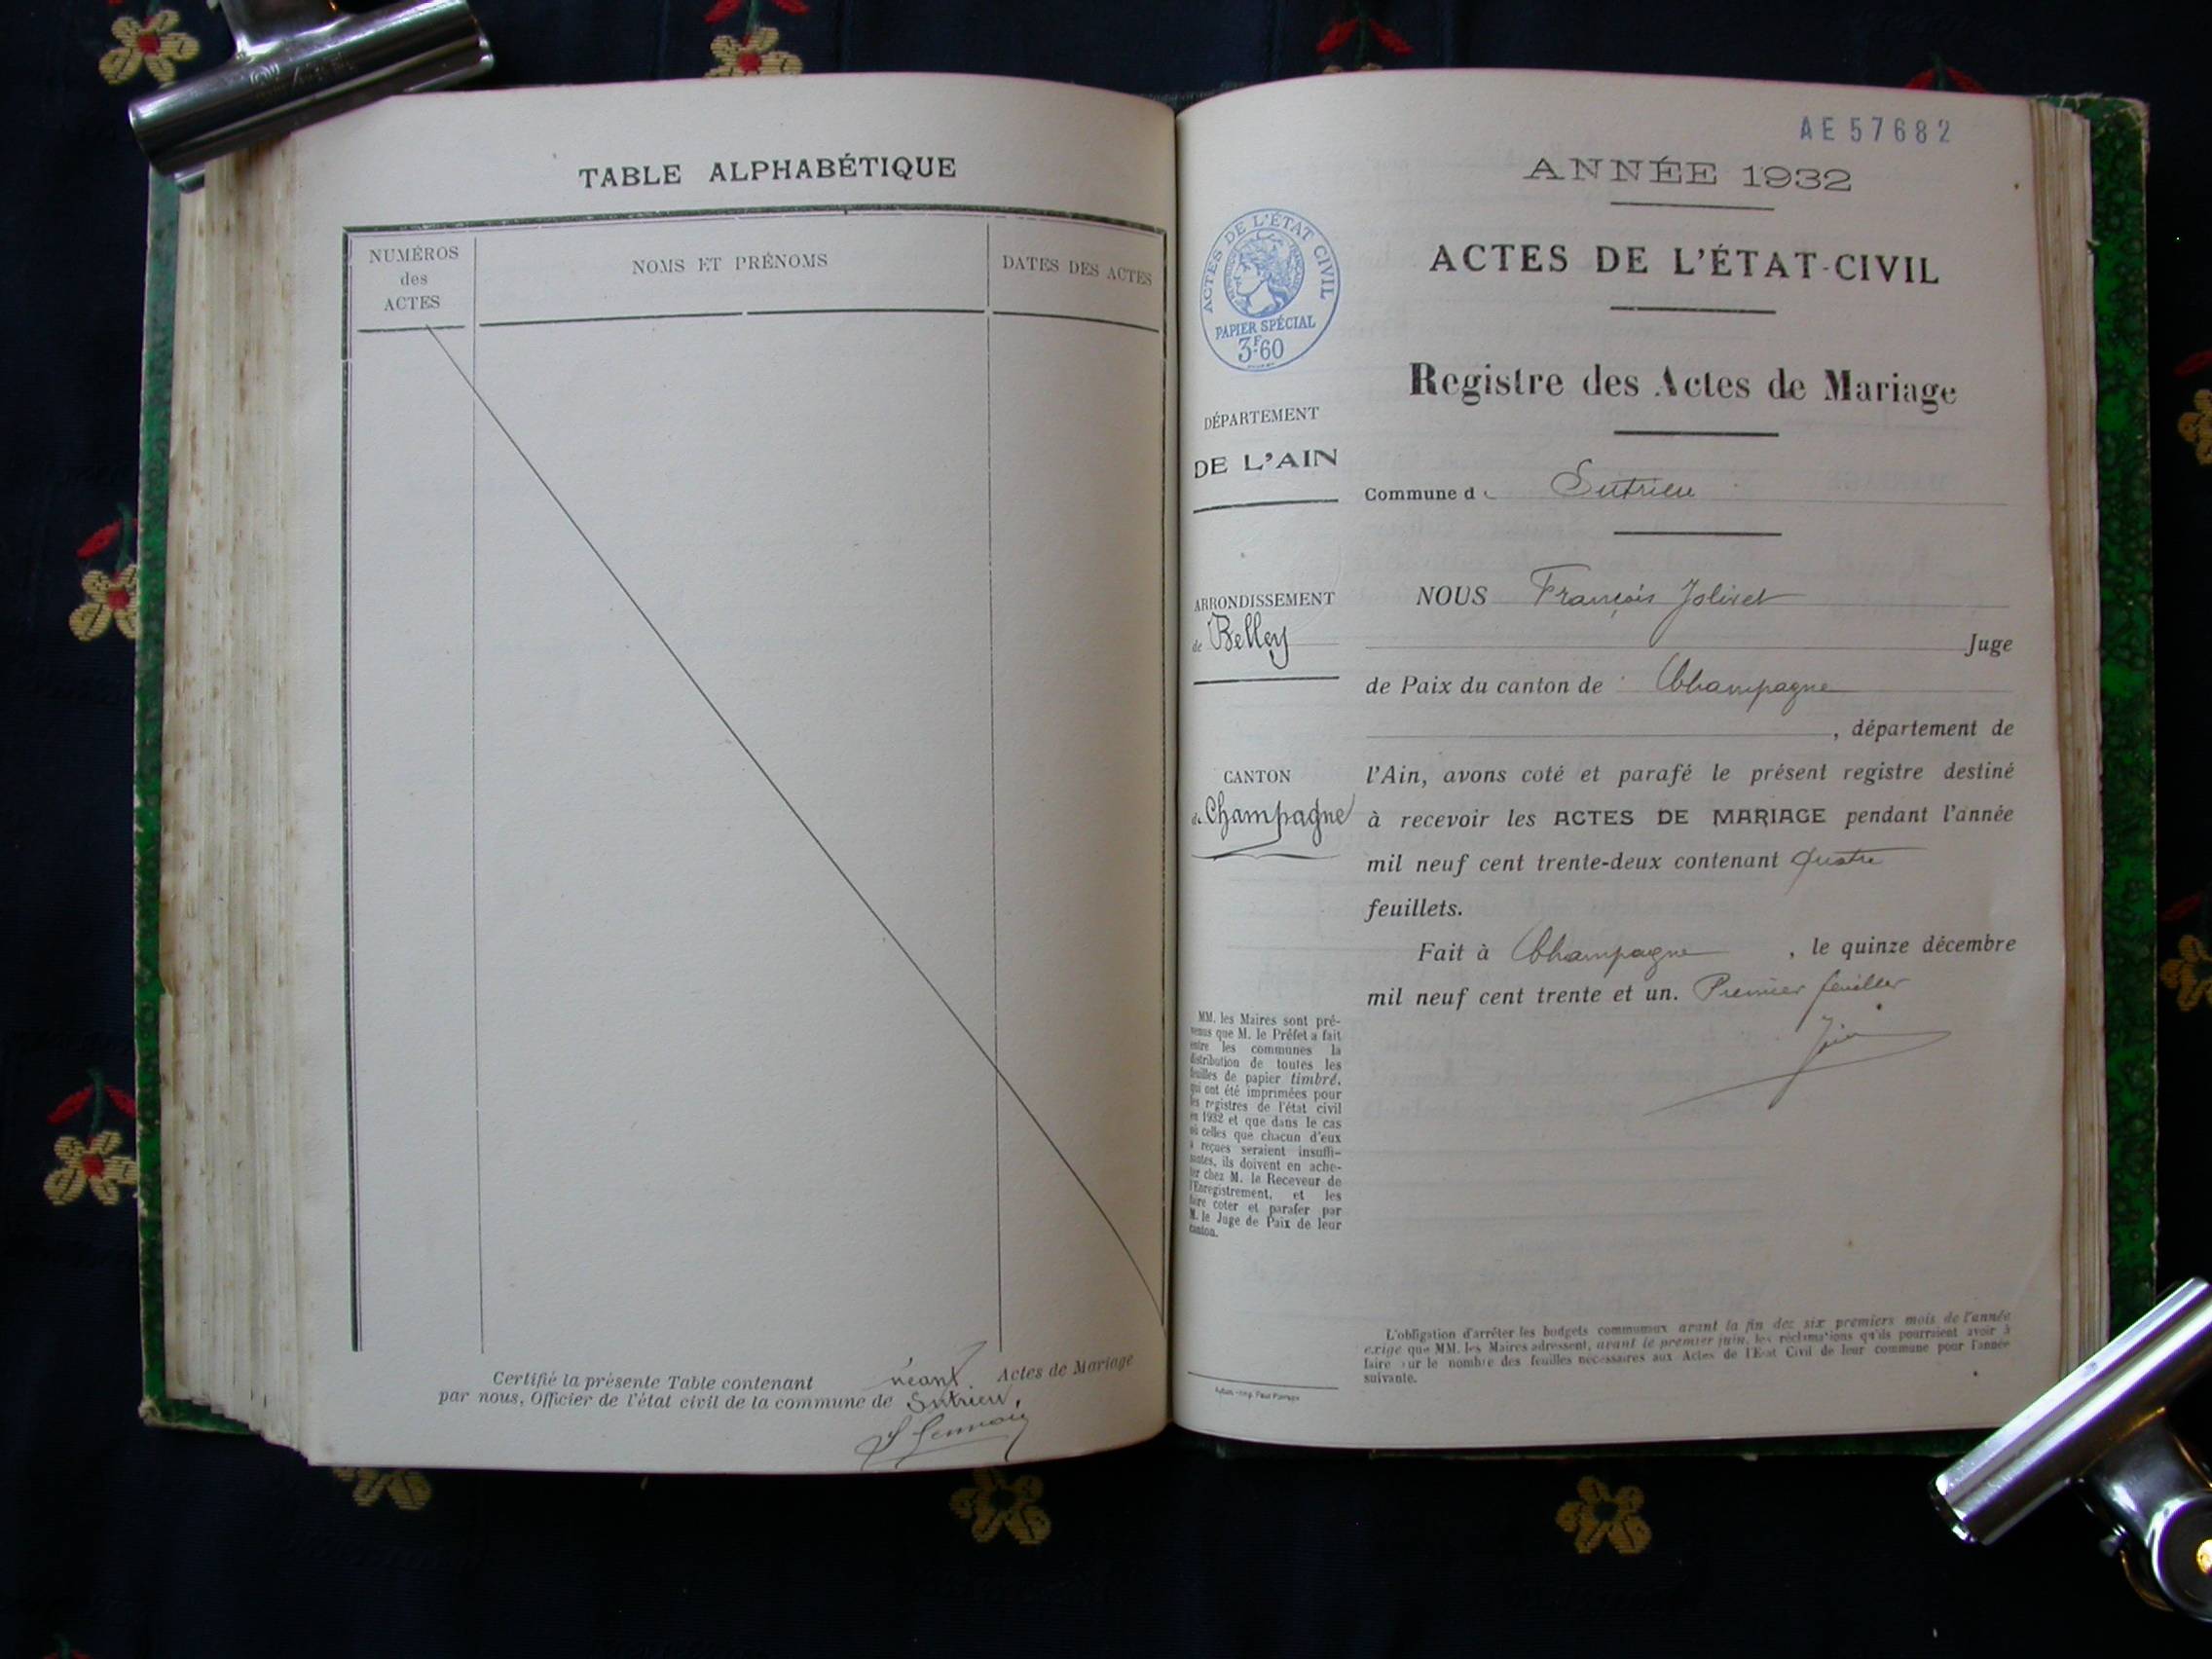 TABLE ALPHABÉTIQUE
NUMÉROS
des
ACTES
NOMS ET PRÉNOMS
DATES DES ACTES
Certifié la présente Table contenant néant Actes de Mariage
par nous, Officier de l'état civil de la commune de Sutrieu,
AE 57682
ANNÉE 1932
ACTES DE L'ÉTAT CIVIL
PAPIER SPÉCIAL
3F60
ACTES DE L'ÉTAT-CIVIL
Registre des Actes de Mariage
DÉPARTEMENT
DE L'AIN
Commune de Sutrieu
ARRONDISSEMENT
de Belley
CANTON
de Champagne
NOUS François Jolivet
Juge
de Paix du canton de Champagne
, département de
l'Ain, avons coté et parafé le présent registre destiné
à recevoir les ACTES DE MARIAGE pendant l'année
mil neuf cent trente-deux contenant quatre
feuillets.
Fait à Champagne, le quinze décembre
mil neuf cent trente et un. Premier feuillet
MM. les Maires sont pré-
venus que M. le Préfet a fait
entre les communes la
distribution de toutes les
feuilles de papier timbré,
qui ont été imprimées pour
les registres de l'état civil
en 1932 et que dans le cas
où celles que chacun d'eux
a reçues seraient insuffi-
santes, ils doivent en ache-
ter chez M. le Receveur de
l'Enregistrement, et les
faire coter et parafer par
M. le Juge de Paix de leur
canton.
L'obligation d'arrêter les budgets communaux avant la fin des six premiers mois de l'année
exige que MM. les Maires adressent, avant le premier juin, les réclamations qu'ils pourraient avoir à
faire sur le nombre des feuilles nécessaires aux Actes de l'Etat Civil de leur commune pour l'année
suivante.